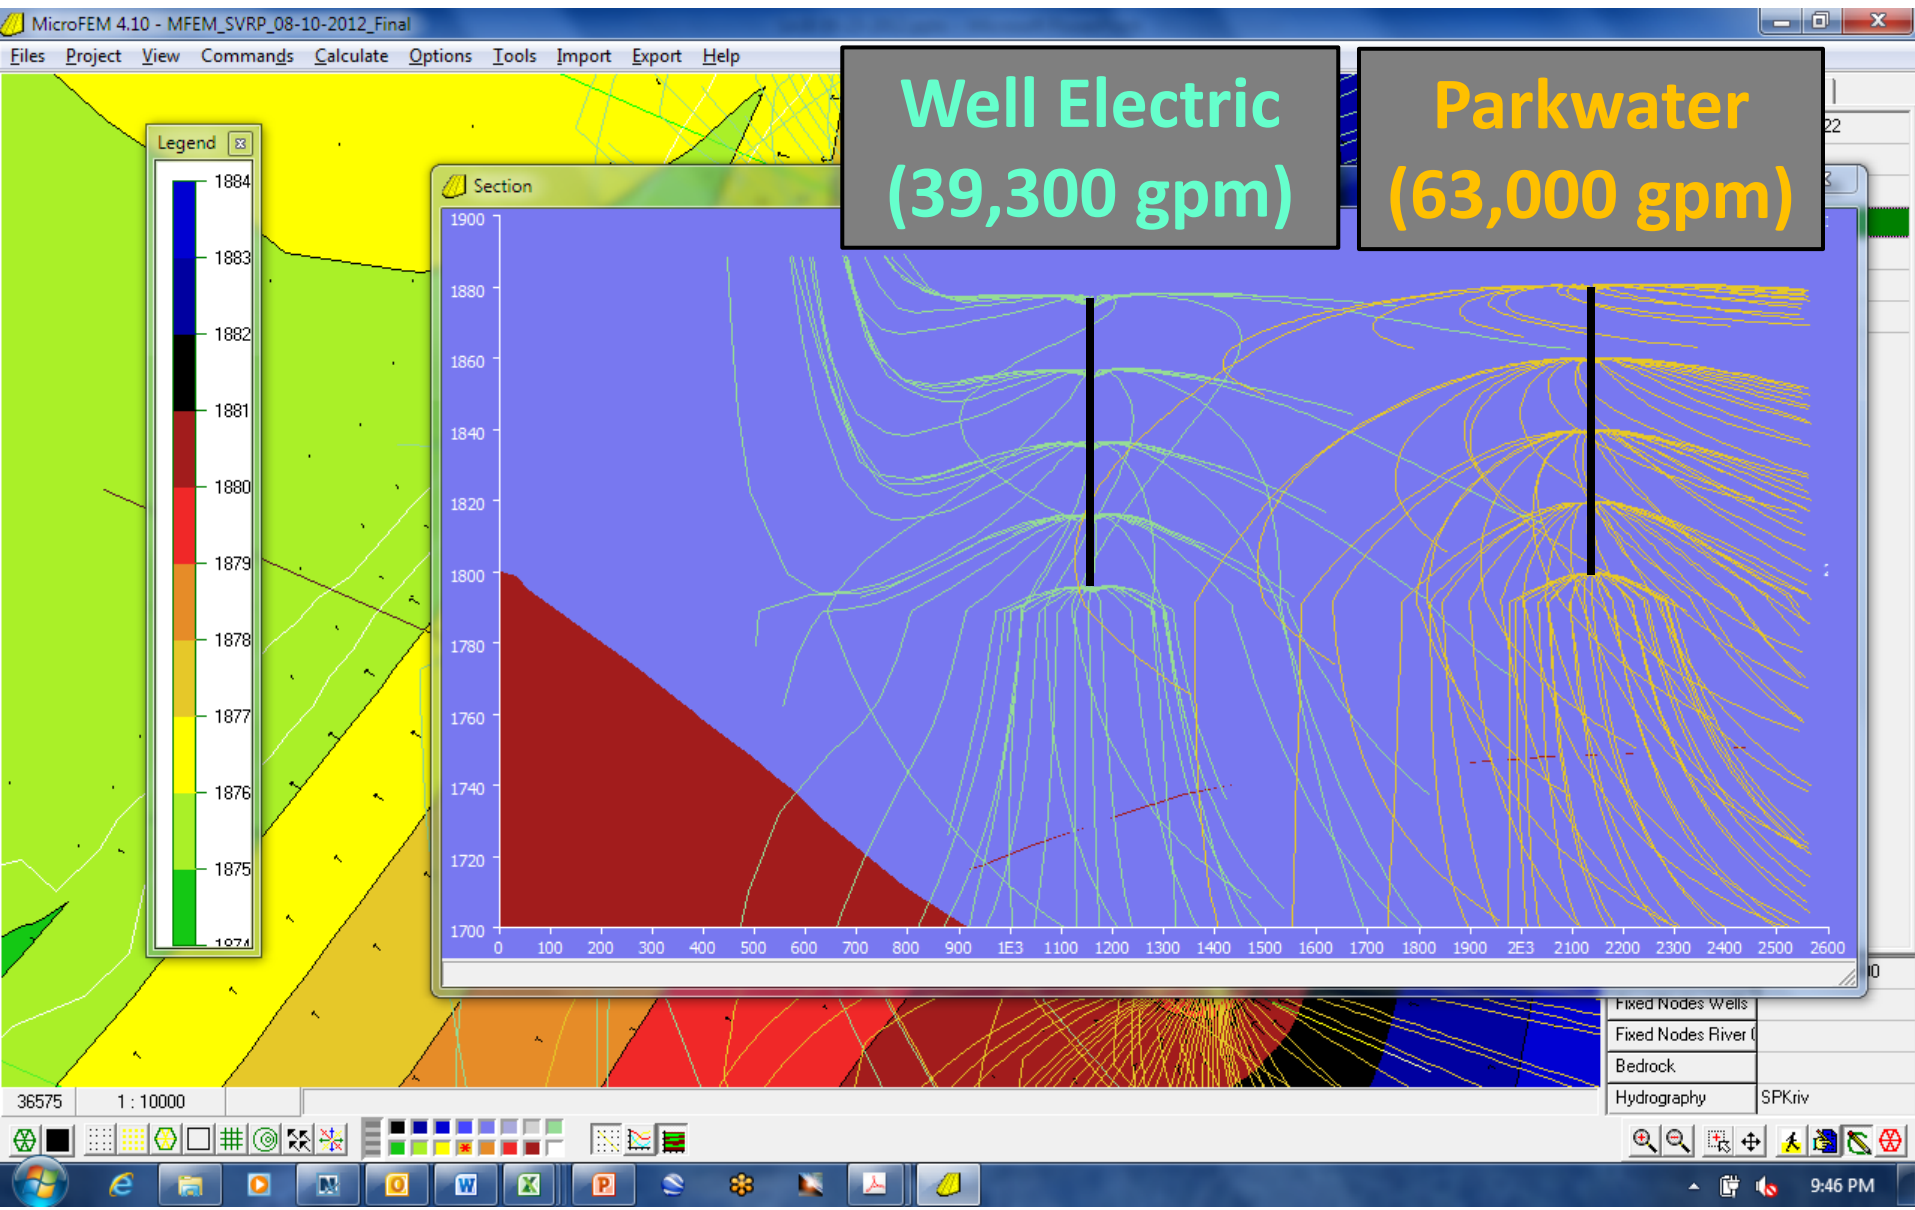 MicroFEM 4.10 - MFEM_SVRP_08-10-2012_Final
Files Project View Commands Calculate Options Tools Import Export Help
Well Electric
(39,300 gpm)
Parkwater
(63,000 gpm)
22
Legend
1884
1883
1882
1881
1880
1879
1878
1877
1876
1875
1874
Section
1900
1880
1860
1840
1820
1800
1780
1760
1740
1720
1700
0 100 200 300 400 500 600 700 800 900 1E3 1100 1200 1300 1400 1500 1600 1700 1800 1900 2E3 2100 2200 2300 2400 2500 2600
Fixed Nodes Wells
Fixed Nodes River
Bedrock
Hydrography SPKriv
36575 1 : 10000
9:46 PM